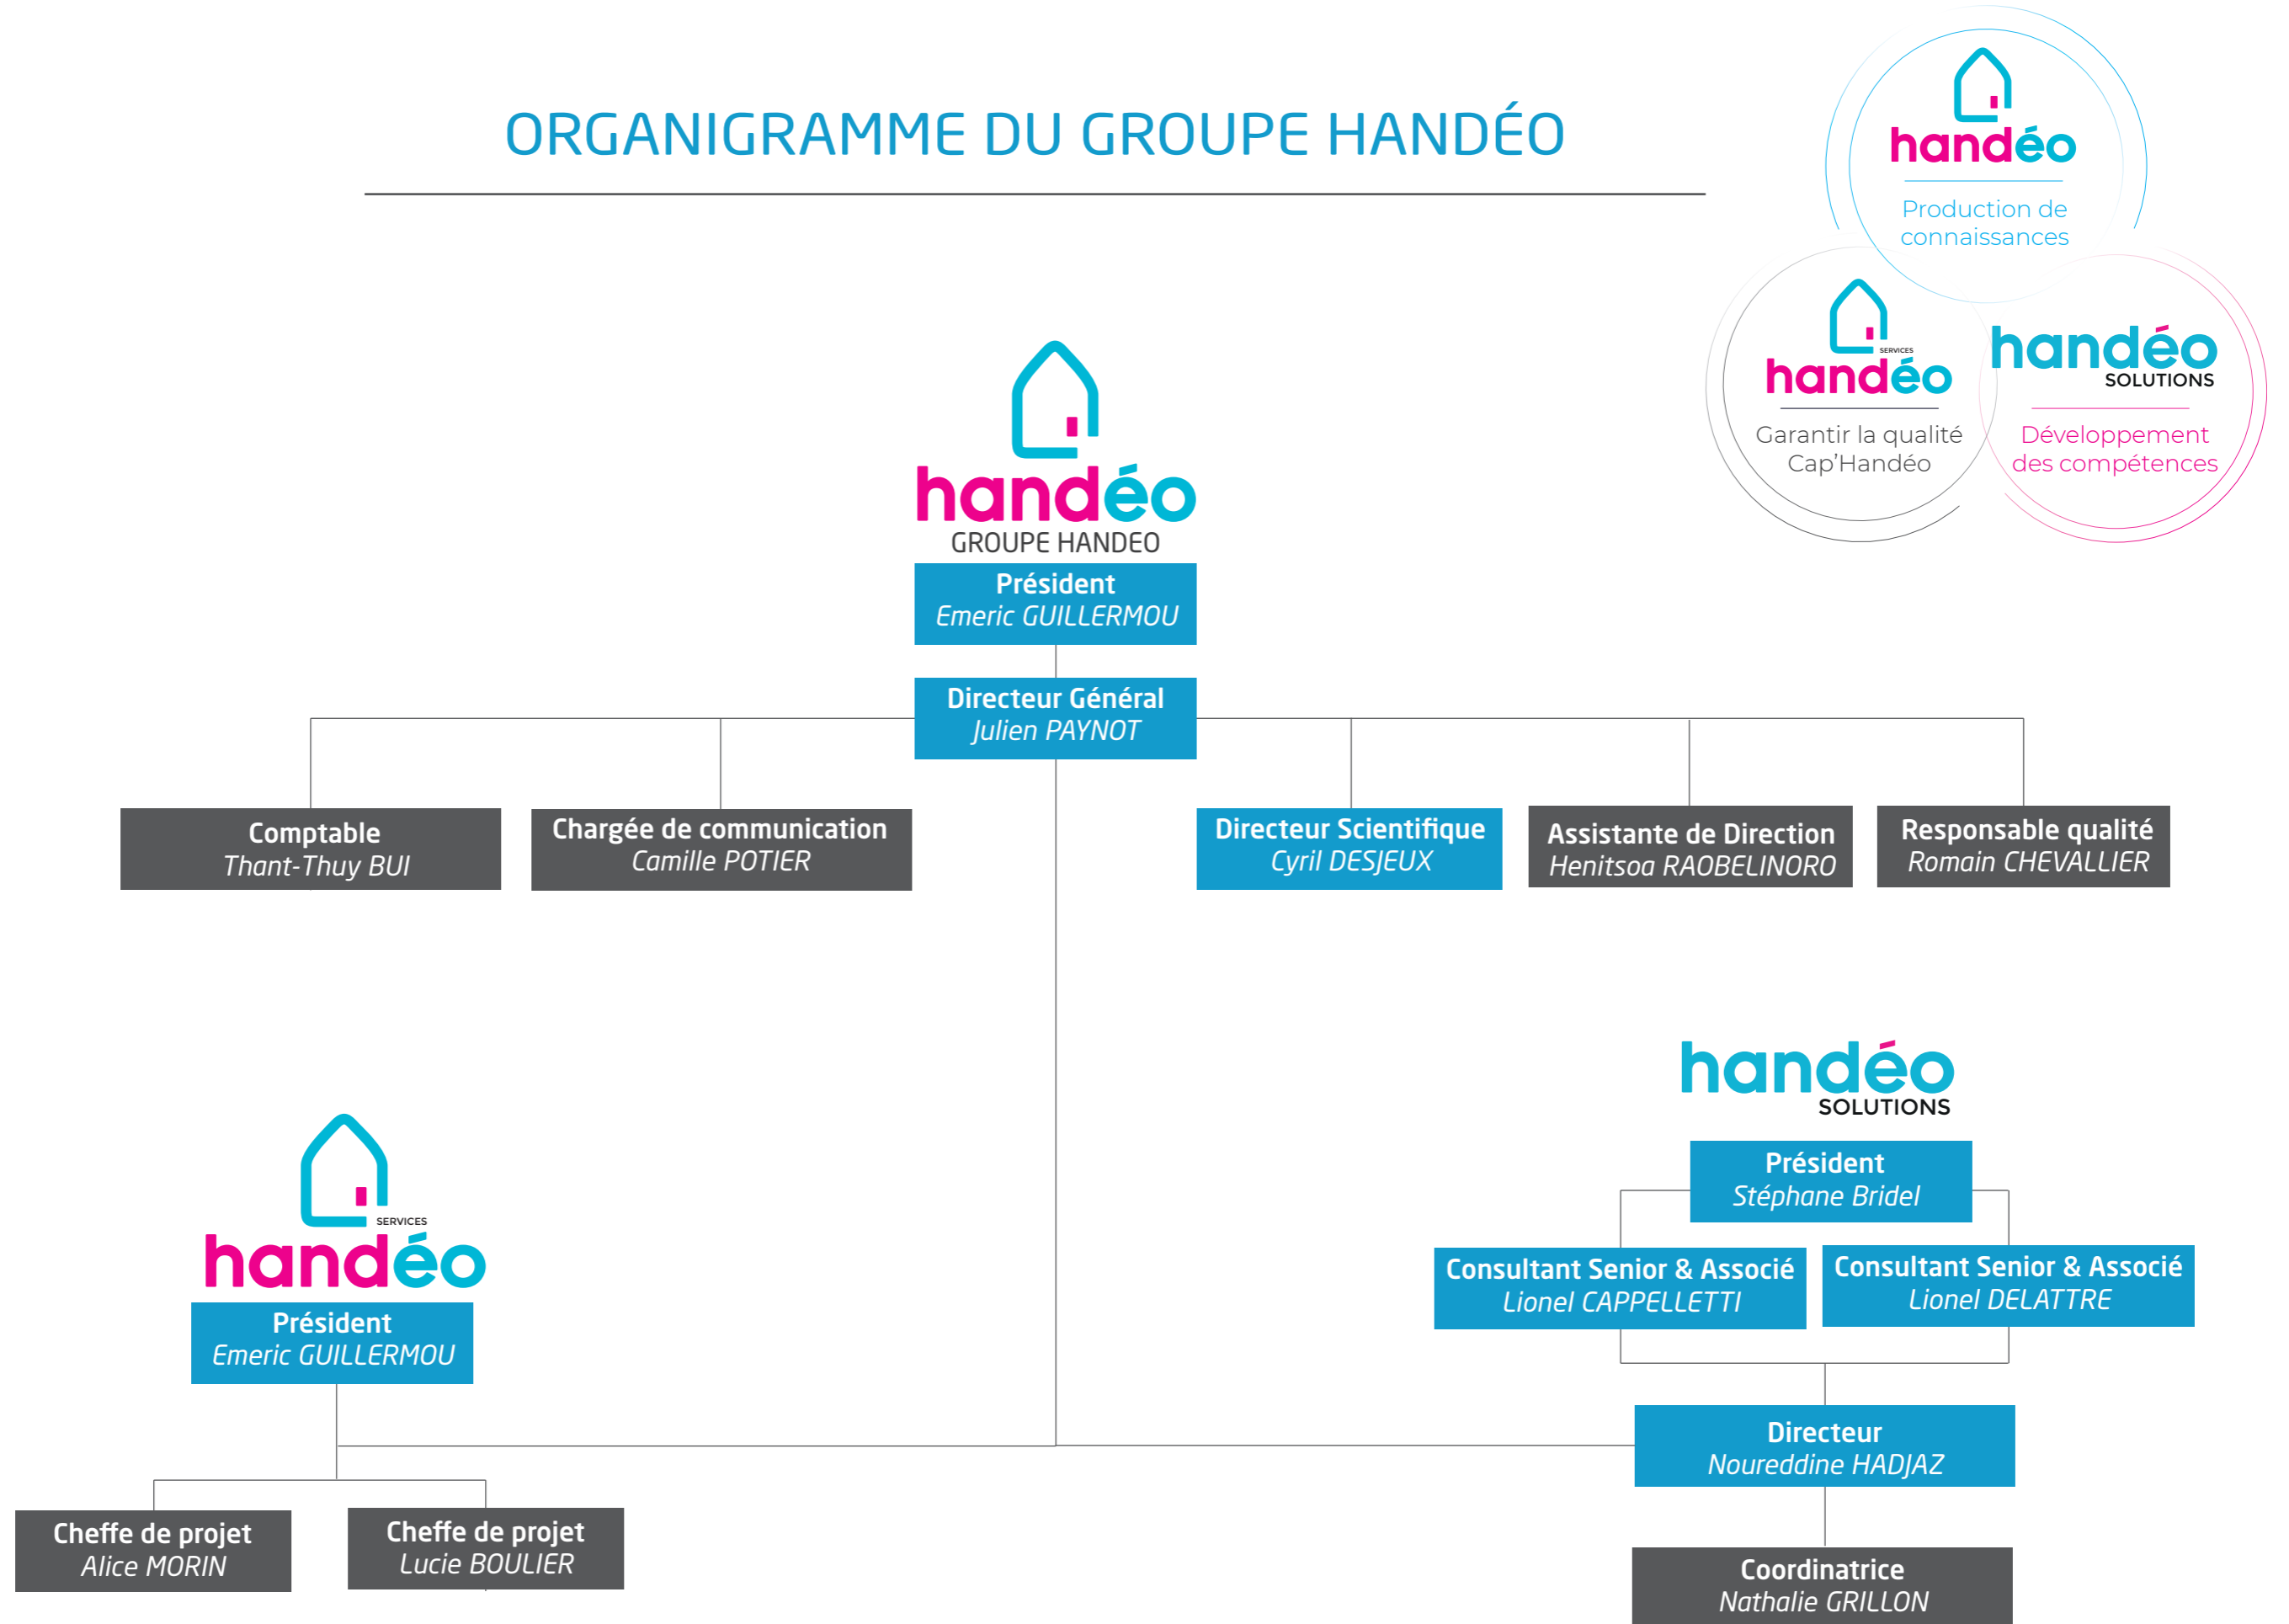 ORGANIGRAMME DU GROUPE HANDÉO
handéo
Production de
connaissances
SERVICES
handéo
Garantir la qualité
Cap’Handéo
handéo
SOLUTIONS
Développement
des compétences
handéo
GROUPE HANDEO
Président
Emeric GUILLERMOU
Directeur Général
Julien PAYNOT
Comptable
Thant-Thuy BUI
Chargée de communication
Camille POTIER
Directeur Scientifique
Cyril DESJEUX
Assistante de Direction
Henitsoa RAOBELINORO
Responsable qualité
Romain CHEVALLIER
SERVICES
handéo
Président
Emeric GUILLERMOU
Cheffe de projet
Alice MORIN
Cheffe de projet
Lucie BOULIER
handéo
SOLUTIONS
Président
Stéphane Bridel
Consultant Senior & Associé
Lionel CAPPELLETTI
Consultant Senior & Associé
Lionel DELATTRE
Directeur
Noureddine HADJAZ
Coordinatrice
Nathalie GRILLON